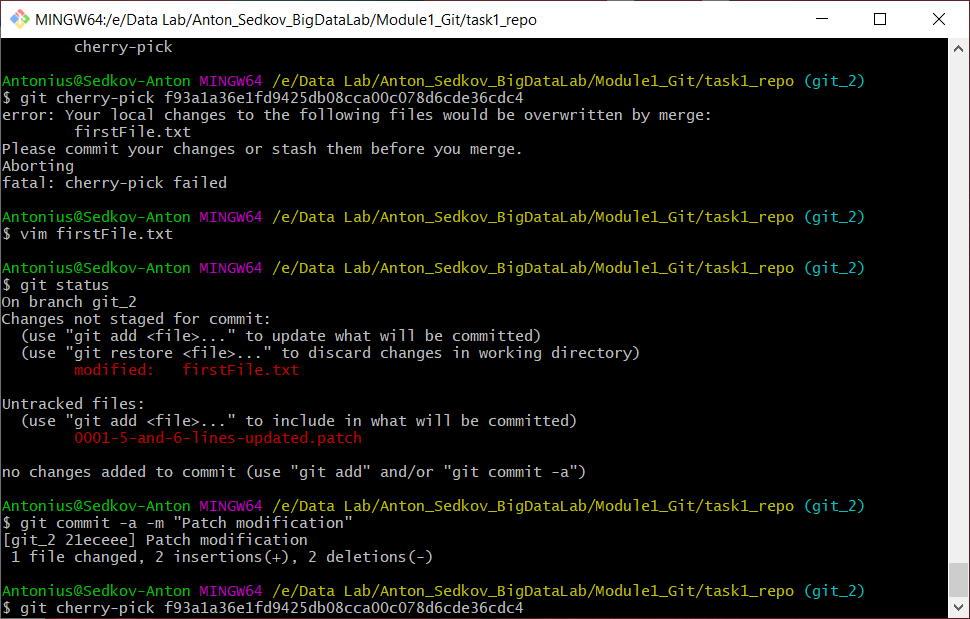 MINGW64:/e/Data Lab/Anton_Sedkov_BigDataLab/Module1_Git/task1_repo
cherry-pick
Antonius@Sedkov-Anton MINGW64 /e/Data Lab/Anton_Sedkov_BigDataLab/Module1_Git/task1_repo (git_2)
$ git cherry-pick f93a1a36e1fd9425db08cca00c078d6cde36cdc4
error: Your local changes to the following files would be overwritten by merge:
firstFile.txt
Please commit your changes or stash them before you merge.
Aborting
fatal: cherry-pick failed
Antonius@Sedkov-Anton MINGW64 /e/Data Lab/Anton_Sedkov_BigDataLab/Module1_Git/task1_repo (git_2)
$ vim firstFile.txt
Antonius@Sedkov-Anton MINGW64 /e/Data Lab/Anton_Sedkov_BigDataLab/Module1_Git/task1_repo (git_2)
$ git status
On branch git_2
Changes not staged for commit:
(use "git add <file>..." to update what will be committed)
(use "git restore <file>..." to discard changes in working directory)
modified:   firstFile.txt
Untracked files:
(use "git add <file>..." to include in what will be committed)
0001-5-and-6-lines-updated.patch
no changes added to commit (use "git add" and/or "git commit -a")
Antonius@Sedkov-Anton MINGW64 /e/Data Lab/Anton_Sedkov_BigDataLab/Module1_Git/task1_repo (git_2)
$ git commit -a -m "Patch modification"
[git_2 21eceee] Patch modification
1 file changed, 2 insertions(+), 2 deletions(-)
Antonius@Sedkov-Anton MINGW64 /e/Data Lab/Anton_Sedkov_BigDataLab/Module1_Git/task1_repo (git_2)
$ git cherry-pick f93a1a36e1fd9425db08cca00c078d6cde36cdc4